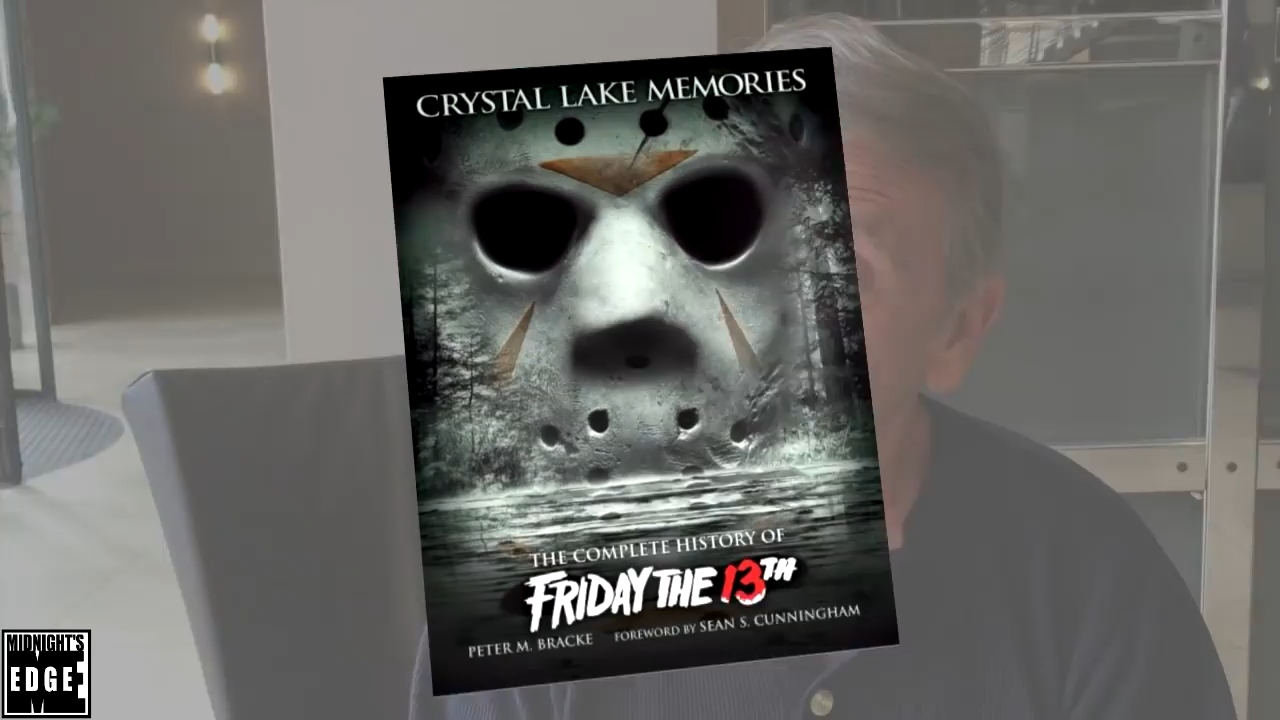 CRYSTAL LAKE MEMORIES
THE COMPLETE HISTORY OF
FRIDAY THE 13TH
PETER M. BRACKE FOREWORD BY SEAN S. CUNNINGHAM
MIDNIGHT'S
EDGE